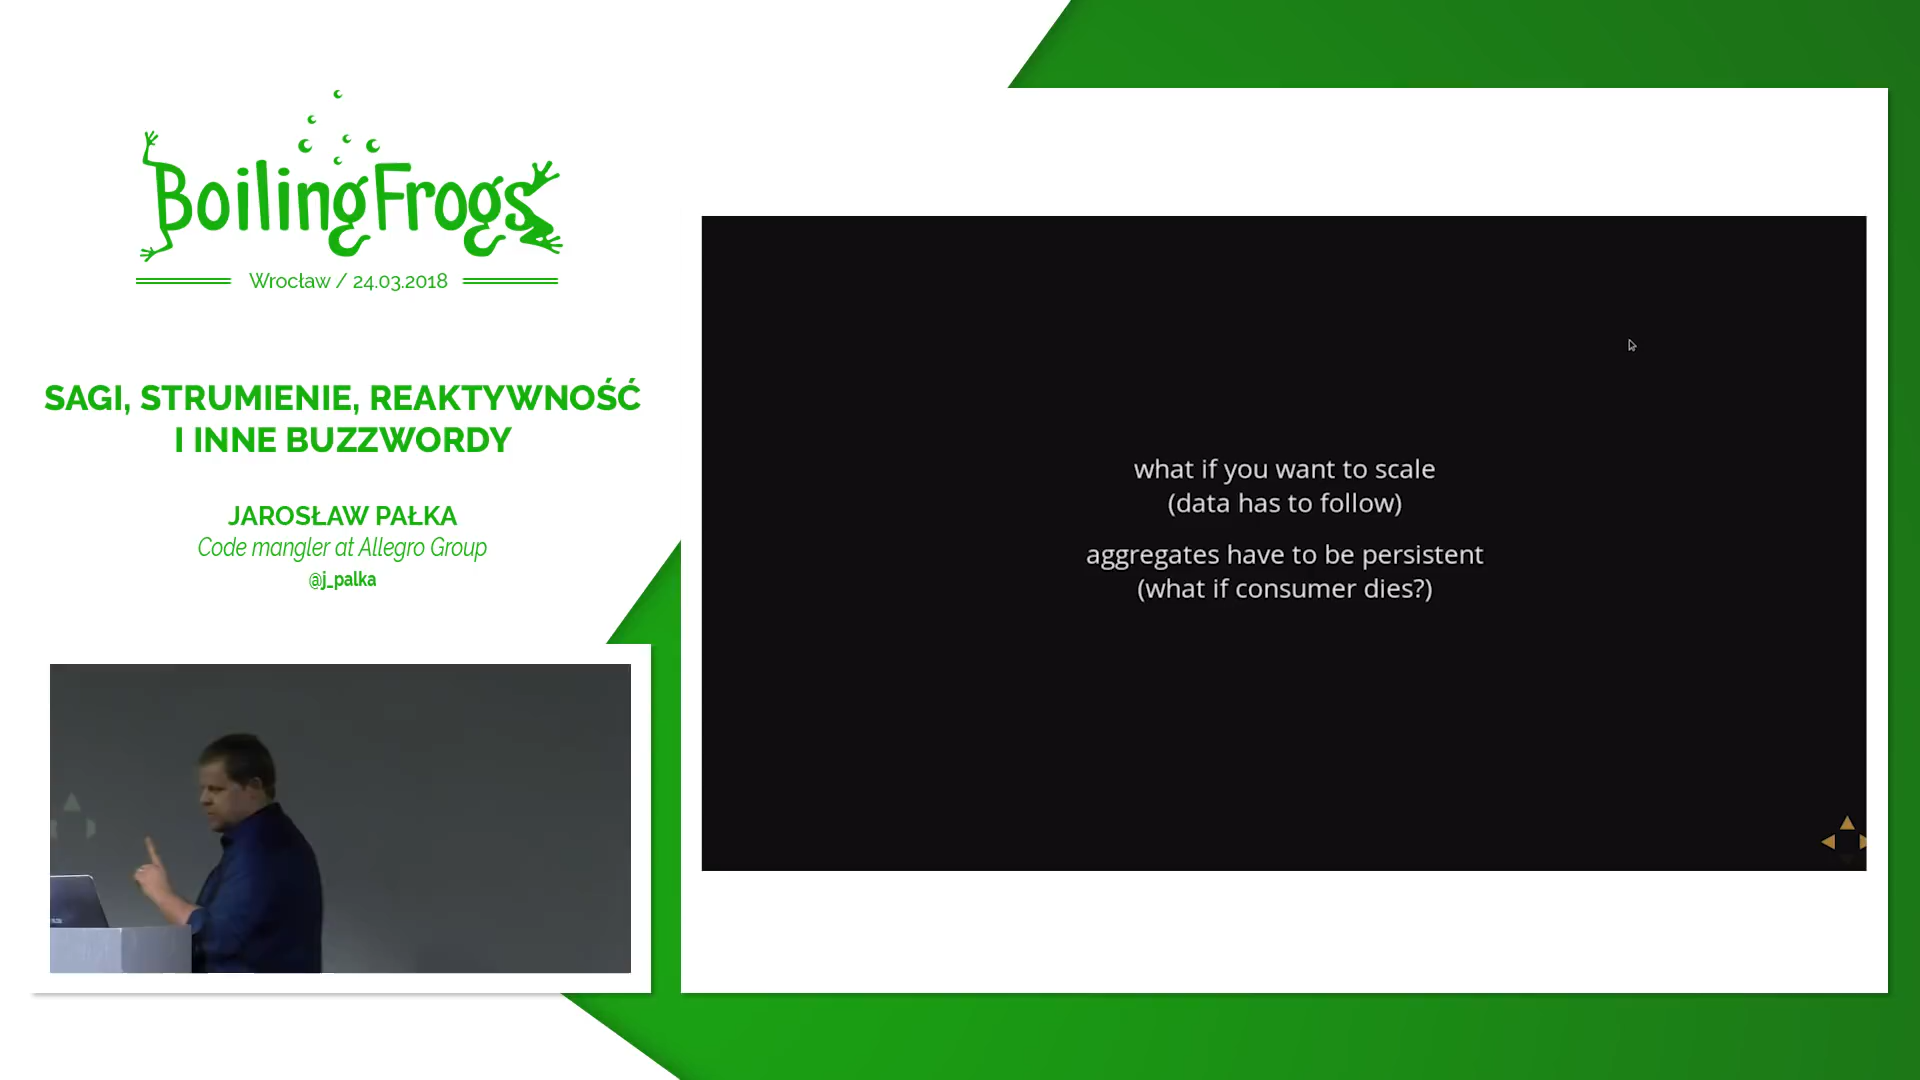 BoilingFrogs
Wrocław / 24.03.2018
SAGI, STRUMIENIE, REAKTYWNOŚĆ
I INNE BUZZWORDY
JAROSŁAW PAŁKA
Code mangler at Allegro Group
@j_palka
what if you want to scale
(data has to follow)
aggregates have to be persistent
(what if consumer dies?)